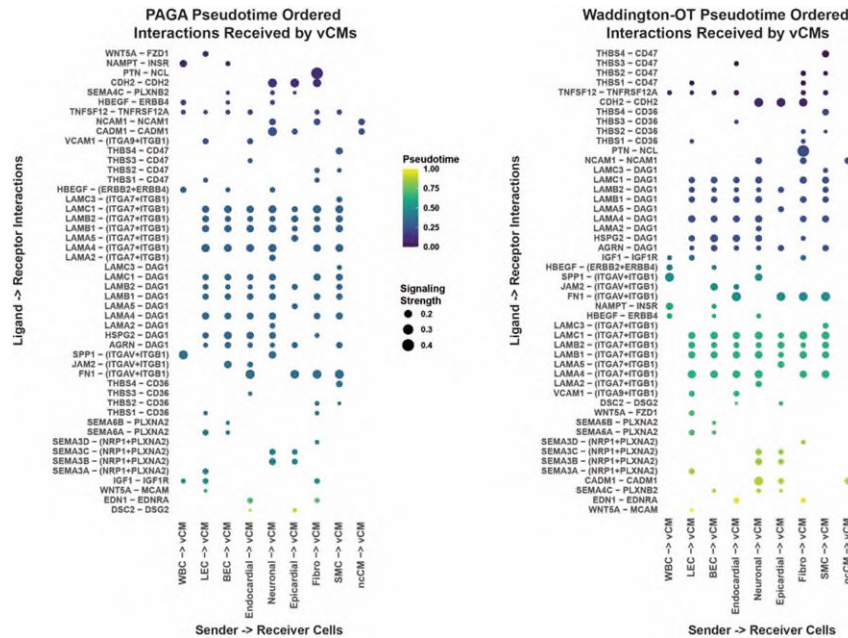 PAGA Pseudotime Ordered
Interactions Received by vCMs
WNT5A – FZD1
NAMPT – INSR
PTN – NCL
CDH2 – CDH2
SEMA4C – PLXNB2
HBEGF – ERBB4
TNFSF12 – TNFRSF12A
NCAM1 – NCAM1
CADM1 – CADM1
VCAM1 – (ITGA9+ITGB1)
THBS4 – CD47
THBS3 – CD47
THBS2 – CD47
THBS1 – CD47
HBEGF – (ERBB2+ERBB4)
LAMC3 – (ITGA7+ITGB1)
LAMC1 – (ITGA7+ITGB1)
LAMB2 – (ITGA7+ITGB1)
LAMB1 – (ITGA7+ITGB1)
LAMA5 – (ITGA7+ITGB1)
LAMA4 – (ITGA7+ITGB1)
LAMA2 – (ITGA7+ITGB1)
LAMC3 – DAG1
LAMC1 – DAG1
LAMB2 – DAG1
LAMB1 – DAG1
LAMA5 – DAG1
LAMA4 – DAG1
LAMA2 – DAG1
HSPG2 – DAG1
AGRN – DAG1
SPP1 – (ITGAV+ITGB1)
JAM2 – (ITGAV+ITGB1)
FN1 – (ITGAV+ITGB1)
THBS4 – CD36
THBS3 – CD36
THBS2 – CD36
THBS1 – CD36
SEMA6B – PLXNA2
SEMA6A – PLXNA2
SEMA3D – (NRP1+PLXNA2)
SEMA3C – (NRP1+PLXNA2)
SEMA3B – (NRP1+PLXNA2)
SEMA3A – (NRP1+PLXNA2)
IGF1 – IGF1R
WNT5A – MCAM
EDN1 – EDNRA
DSC2 – DSG2
Ligand -> Receptor Interactions
WBC -> vCM
LEC -> vCM
BEC -> vCM
Endocardial -> vCM
Neuronal -> vCM
Epicardial -> vCM
Fibro -> vCM
SMC -> vCM
ncCM -> vCM
Sender -> Receiver Cells
Pseudotime
1.00
0.75
0.50
0.25
0.00
Signaling
Strength
0.2
0.3
0.4
Waddington-OT Pseudotime Ordered
Interactions Received by vCMs
THBS4 – CD47
THBS3 – CD47
THBS2 – CD47
THBS1 – CD47
TNFSF12 – TNFRSF12A
CDH2 – CDH2
THBS4 – CD36
THBS3 – CD36
THBS2 – CD36
THBS1 – CD36
PTN – NCL
NCAM1 – NCAM1
LAMC3 – DAG1
LAMC1 – DAG1
LAMB2 – DAG1
LAMB1 – DAG1
LAMA5 – DAG1
LAMA4 – DAG1
LAMA2 – DAG1
HSPG2 – DAG1
AGRN – DAG1
IGF1 – IGF1R
HBEGF – (ERBB2+ERBB4)
SPP1 – (ITGAV+ITGB1)
JAM2 – (ITGAV+ITGB1)
FN1 – (ITGAV+ITGB1)
NAMPT – INSR
HBEGF – ERBB4
LAMC3 – (ITGA7+ITGB1)
LAMC1 – (ITGA7+ITGB1)
LAMB2 – (ITGA7+ITGB1)
LAMB1 – (ITGA7+ITGB1)
LAMA5 – (ITGA7+ITGB1)
LAMA4 – (ITGA7+ITGB1)
LAMA2 – (ITGA7+ITGB1)
VCAM1 – (ITGA9+ITGB1)
DSC2 – DSG2
WNT5A – FZD1
SEMA6B – PLXNA2
SEMA6A – PLXNA2
SEMA3D – (NRP1+PLXNA2)
SEMA3C – (NRP1+PLXNA2)
SEMA3B – (NRP1+PLXNA2)
SEMA3A – (NRP1+PLXNA2)
CADM1 – CADM1
SEMA4C – PLXNB2
EDN1 – EDNRA
WNT5A – MCAM
Ligand -> Receptor Interactions
WBC -> vCM
LEC -> vCM
BEC -> vCM
Endocardial -> vCM
Neuronal -> vCM
Epicardial -> vCM
Fibro -> vCM
SMC -> vCM
ncCM -> vCM
Sender -> Receiver Cells